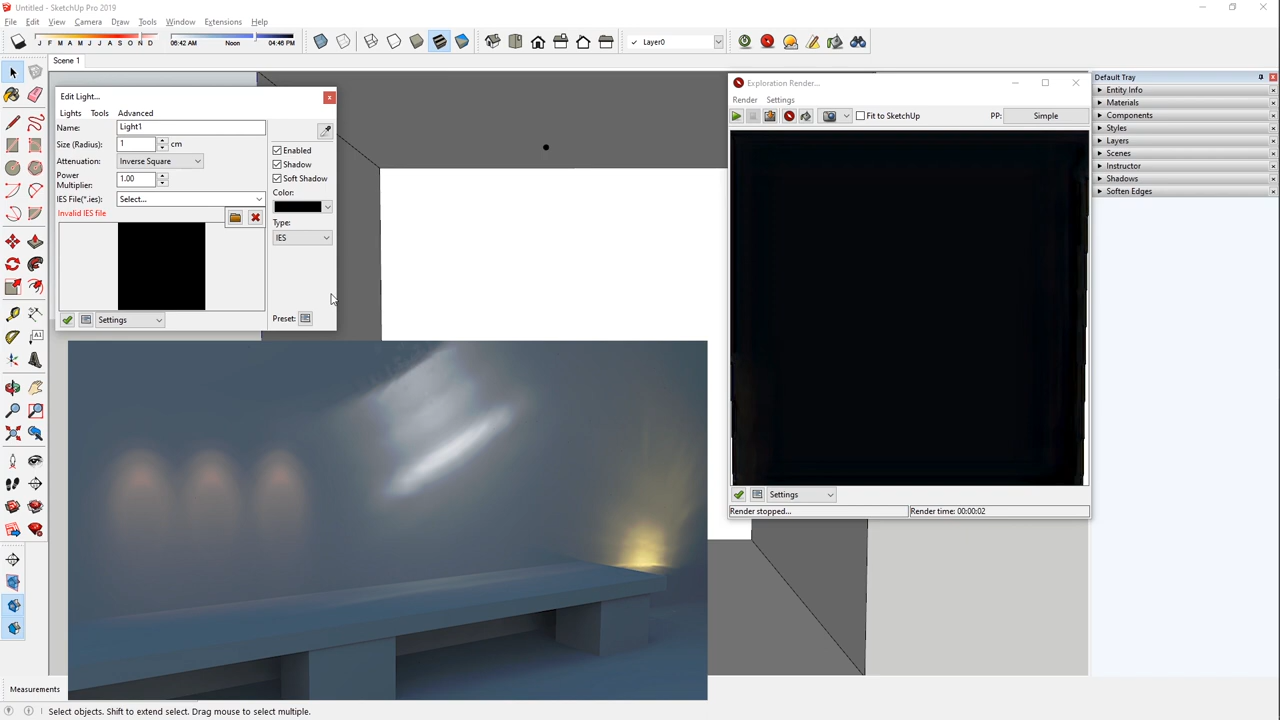 Untitled - SketchUp Pro 2019
File Edit View Camera Draw Tools Window Extensions Help
J F M A M J J A S O N D 06:42 AM Noon 04:46 PM
Layer0
Scene 1
Edit Light...
Lights Tools Advanced
Name: Light1
Size (Radius): 1 cm
Enabled
Attenuation: Inverse Square
Shadow
Power
Multiplier: 1.00
Soft Shadow
Color:
IES File(*.ies): Select...
Invalid IES file
Type:
IES
Settings
Preset:
Exploration Render...
Render Settings
Fit to SketchUp PP: Simple
Settings
Render stopped... Render time: 00:00:02
Default Tray
Entity Info
Materials
Components
Styles
Layers
Scenes
Instructor
Shadows
Soften Edges
Measurements
Select objects. Shift to extend select. Drag mouse to select multiple.